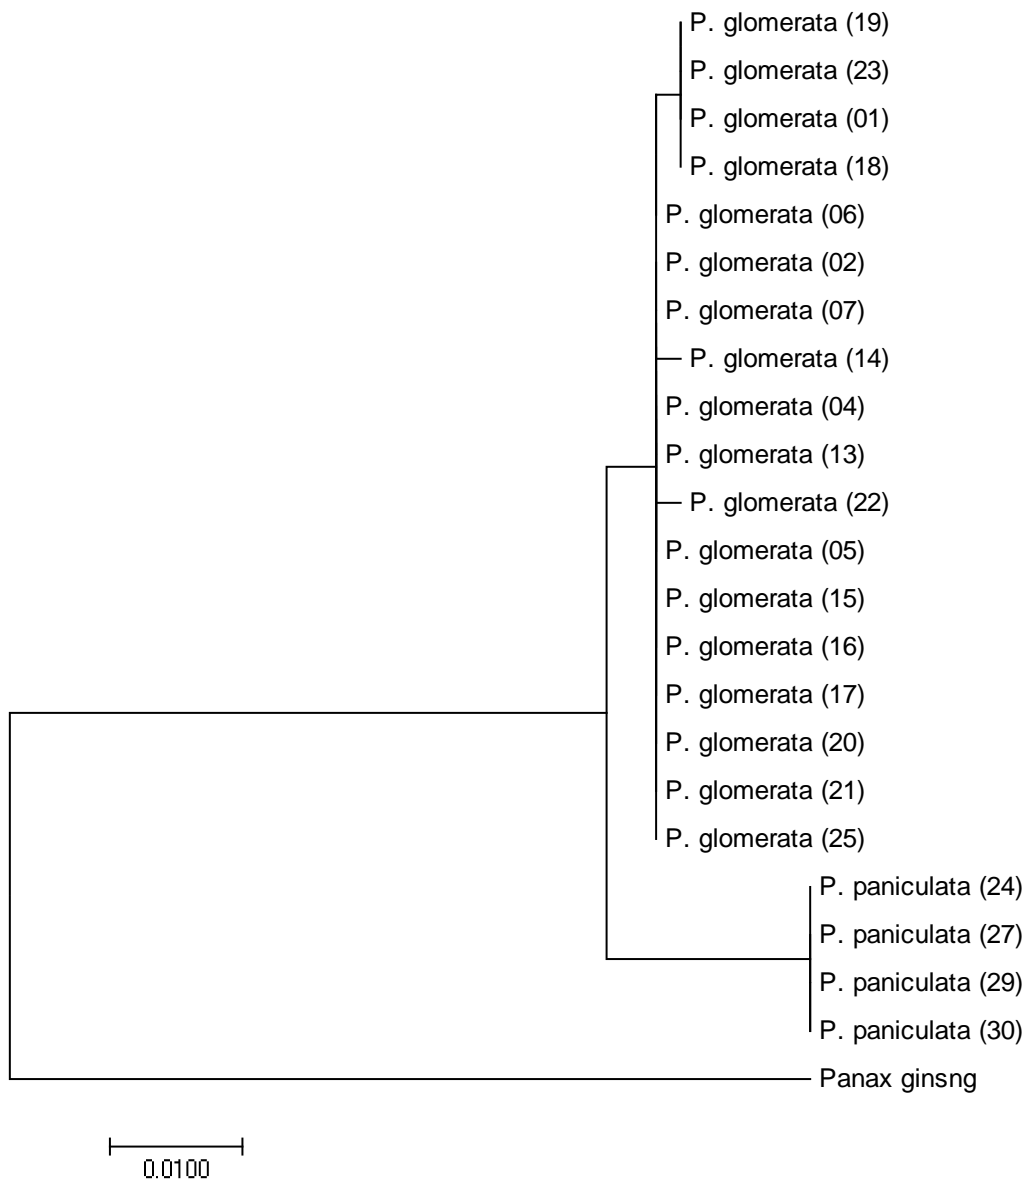 P. glomerata (19)
P. glomerata (23)
P. glomerata (01)
P. glomerata (18)
P. glomerata (06)
P. glomerata (02)
P. glomerata (07)
P. glomerata (14)
P. glomerata (04)
P. glomerata (13)
P. glomerata (22)
P. glomerata (05)
P. glomerata (15)
P. glomerata (16)
P. glomerata (17)
P. glomerata (20)
P. glomerata (21)
P. glomerata (25)
P. paniculata (24)
P. paniculata (27)
P. paniculata (29)
P. paniculata (30)
Panax ginsng
0.0100